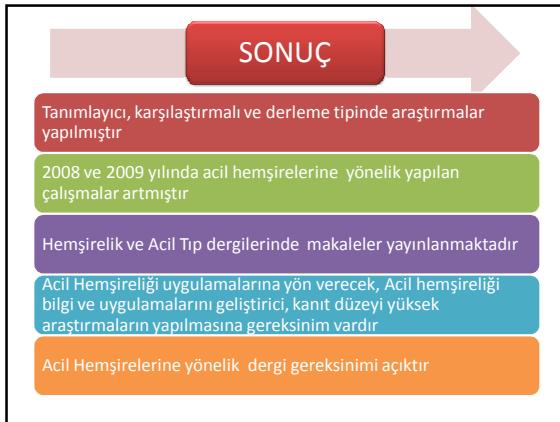 SONUÇ
Tanımlayıcı, karşılaştırmalı ve derleme tipinde araştırmalar
yapılmıştır
2008 ve 2009 yılında acil hemşirelerine yönelik yapılan
çalışmalar artmıştır
Hemşirelik ve Acil Tıp dergilerinde makaleler yayınlanmaktadır
Acil Hemşireliği uygulamalarına yön verecek, Acil hemşireliği
bilgi ve uygulamalarını geliştirici, kanıt düzeyi yüksek
araştırmaların yapılmasına gereksinim vardır
Acil Hemşirelerine yönelik dergi gereksinimi açıktır